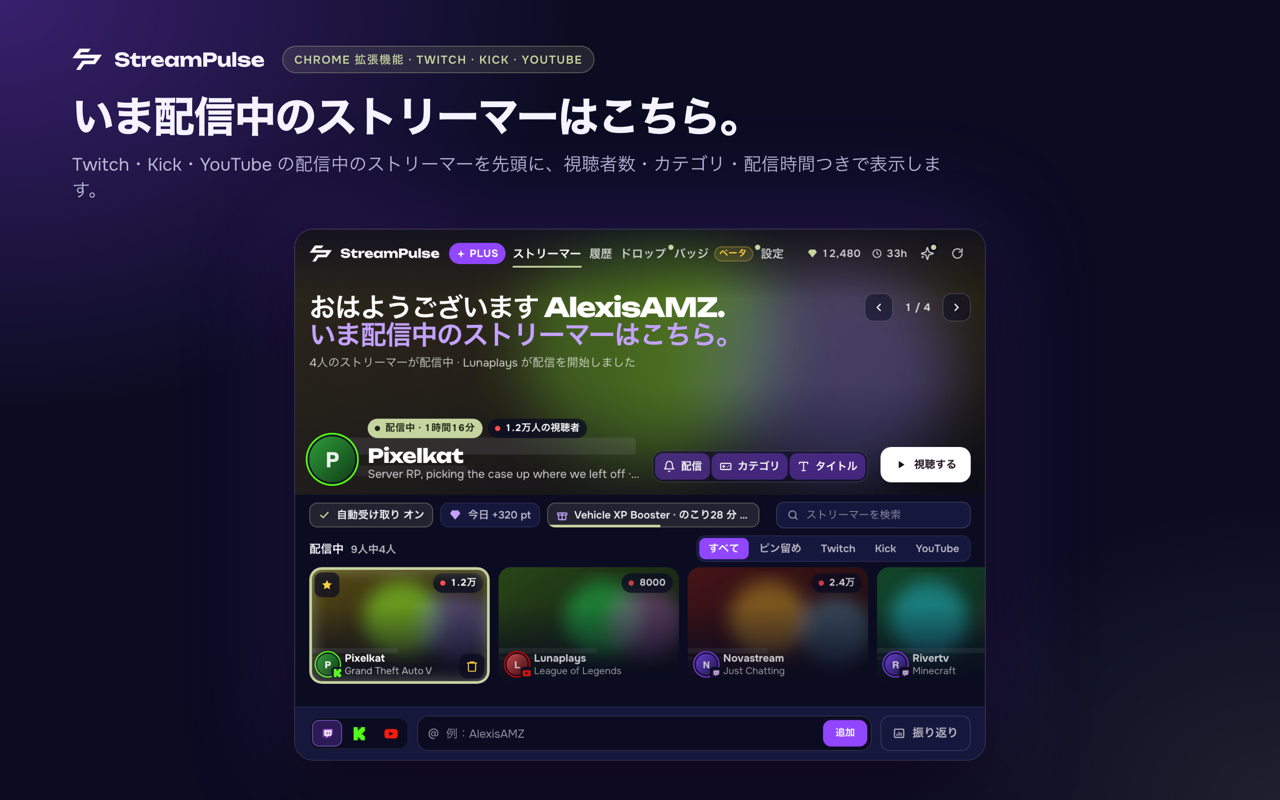 StreamPulse
CHROME 拡張機能 · TWITCH · KICK · YOUTUBE
いま配信中のストリーマーはこちら。
Twitch・Kick・YouTube の配信中のストリーマーを先頭に、視聴者数・カテゴリ・配信時間つきで表示しま
す。
StreamPulse PLUS ストリーマー 履歴 ドロップ バッジ ベータ 設定 12,480 33h
おはようございます AlexisAMZ.
1 / 4
いま配信中のストリーマーはこちら。
4人のストリーマーが配信中 · Lunaplays が配信を開始しました
配信中 · 1時間16分 1.2万人の視聴者
P
Pixelkat
Server RP, picking the case up where we left off ·...
配信 カテゴリ タイトル 視聴する
自動受け取り オン 今日 +320 pt Vehicle XP Booster · のこり28 分 ... ストリーマーを検索
配信中 9人中4人 すべて ピン留め Twitch Kick YouTube
1.2万 8000 2.4万
P Pixelkat
Grand Theft Auto V
L Lunaplays
League of Legends
N Novastream
Just Chatting
R Rivertv
Minecraft
@ 例：AlexisAMZ 追加 振り返り